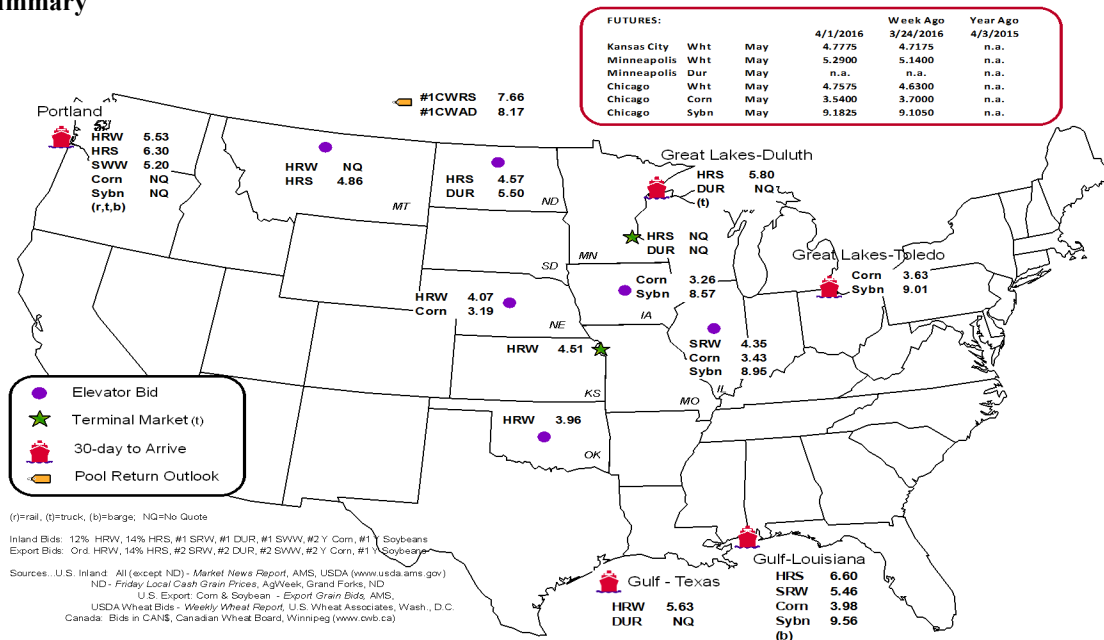 ummary
FUTURES: Week Ago Year Ago
4/1/2016 3/24/2016 4/3/2015
Kansas City Wht May 4.7775 4.7175 n.a.
Minneapolis Wht May 5.2900 5.1400 n.a.
Minneapolis Dur May n.a. n.a. n.a.
Chicago Wht May 4.7575 4.6300 n.a.
Chicago Corn May 3.5400 3.7000 n.a.
Chicago Sybn May 9.1825 9.1050 n.a.
Portland
HRW 5.53
HRS 6.30
SWW 5.20
Corn NQ
Sybn NQ
(r,t,b)
#1CWRS 7.66
#1CWAD 8.17
HRW NQ
HRS 4.86
MT
HRS 4.57
DUR 5.50
ND
Great Lakes-Duluth
HRS 5.80
DUR NQ
(t)
HRS NQ
DUR NQ
MN
SD
Great Lakes-Toledo
Corn 3.63
Sybn 9.01
Corn 3.26
Sybn 8.57
IA
HRW 4.07
Corn 3.19
NE
SRW 4.35
Corn 3.43
Sybn 8.95
IL
HRW 4.51
KS
MO
HRW 3.96
OK
Elevator Bid
Terminal Market (t)
30-day to Arrive
Pool Return Outlook
(r)=rail, (t)=truck, (b)=barge; NQ=No Quote
Inland Bids: 12% HRW, 14% HRS, #1 SRW, #1 DUR, #1 SWW, #2 Y Corn, #1 Y Soybeans
Export Bids: Ord. HRW, 14% HRS, #2 SRW, #2 DUR, #2 SWW, #2 Y Corn, #1 Y Soybeans
Sources...U.S. Inland: All (except ND) - Market News Report, AMS, USDA (www.usda.ams.gov)
ND - Friday Local Cash Grain Prices, AgWeek, Grand Forks, ND
U.S. Export: Corn & Soybean - Export Grain Bids, AMS,
USDA Wheat Bids - Weekly Wheat Report, U.S. Wheat Associates, Wash., D.C.
Canada: Bids in CAN$, Canadian Wheat Board, Winnipeg (www.cwb.ca)
Gulf - Texas
HRW 5.63
DUR NQ
Gulf-Louisiana
HRS 6.60
SRW 5.46
Corn 3.98
Sybn 9.56
(b)